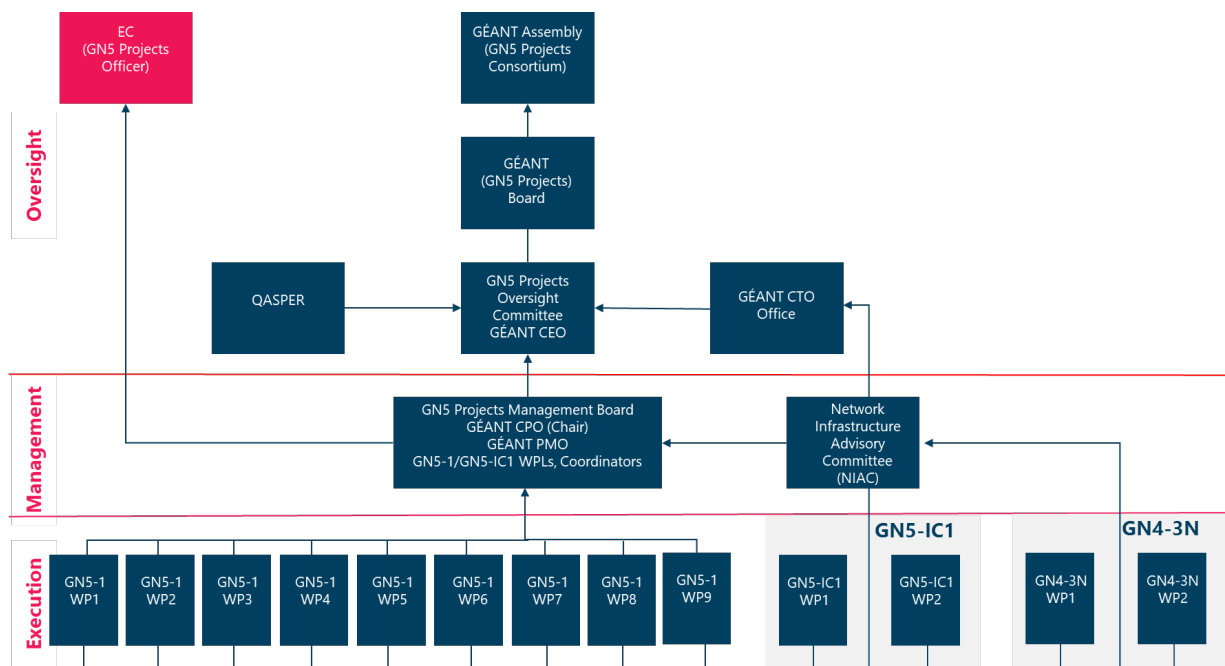 EC
(GN5 Projects
Officer)
GÉANT Assembly
(GN5 Projects
Consortium)
Oversight
GÉANT
(GN5 Projects)
Board
QASPER
GN5 Projects
Oversight
Committee
GÉANT CEO
GÉANT CTO
Office
Management
GN5 Projects Management Board
GÉANT CPO (Chair)
GÉANT PMO
GN5-1/GN5-IC1 WPLs, Coordinators
Network
Infrastructure
Advisory
Committee
(NIAC)
Execution
GN5-1
WP1
GN5-1
WP2
GN5-1
WP3
GN5-1
WP4
GN5-1
WP5
GN5-1
WP6
GN5-1
WP7
GN5-1
WP8
GN5-1
WP9
GN5-IC1
GN5-IC1
WP1
GN5-IC1
WP2
GN4-3N
GN4-3N
WP1
GN4-3N
WP2